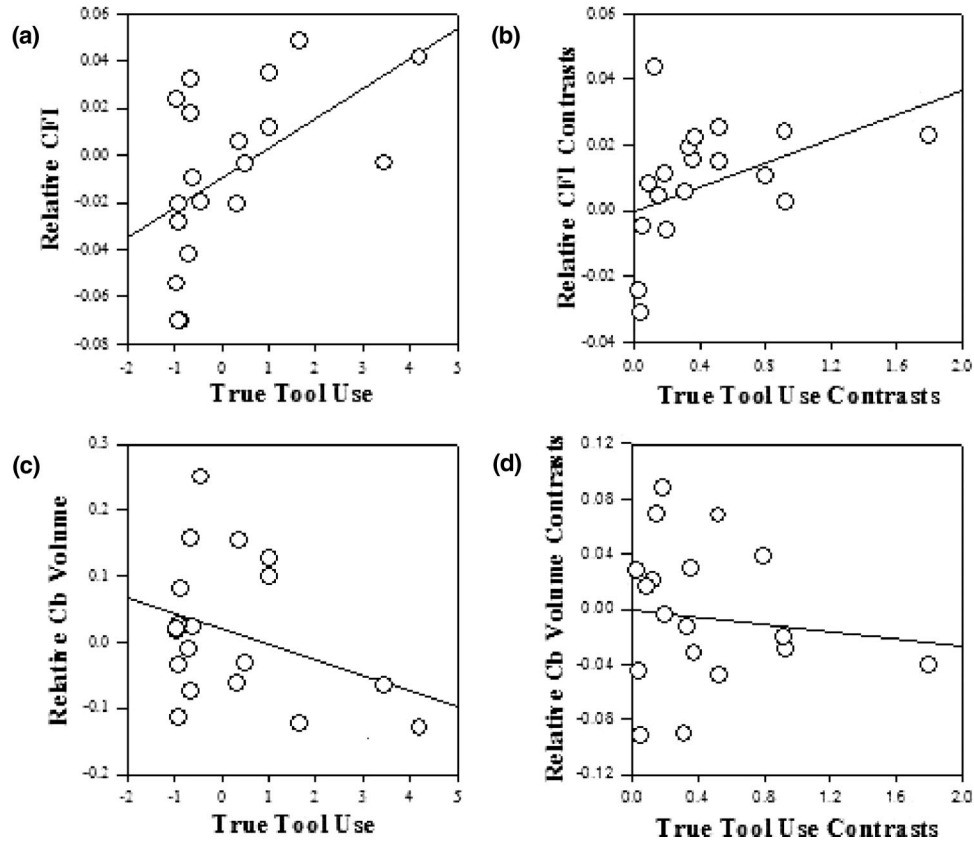 (a)
Relative CFI
0.06
0.04
0.02
0.00
-0.02
-0.04
-0.06
-0.08
-2 -1 0 1 2 3 4 5
True Tool Use
(b)
Relative CFI Contrasts
0.06
0.04
0.02
0.00
-0.02
-0.04
0.0 0.4 0.8 1.2 1.6 2.0
True Tool Use Contrasts
(c)
Relative Cb Volume
0.3
0.2
0.1
0.0
-0.1
-0.2
-2 -1 0 1 2 3 4 5
True Tool Use
(d)
Relative Cb Volume Contrasts
0.12
0.08
0.04
0.00
-0.04
-0.08
-0.12
0.0 0.4 0.8 1.2 1.6 2.0
True Tool Use Contrasts